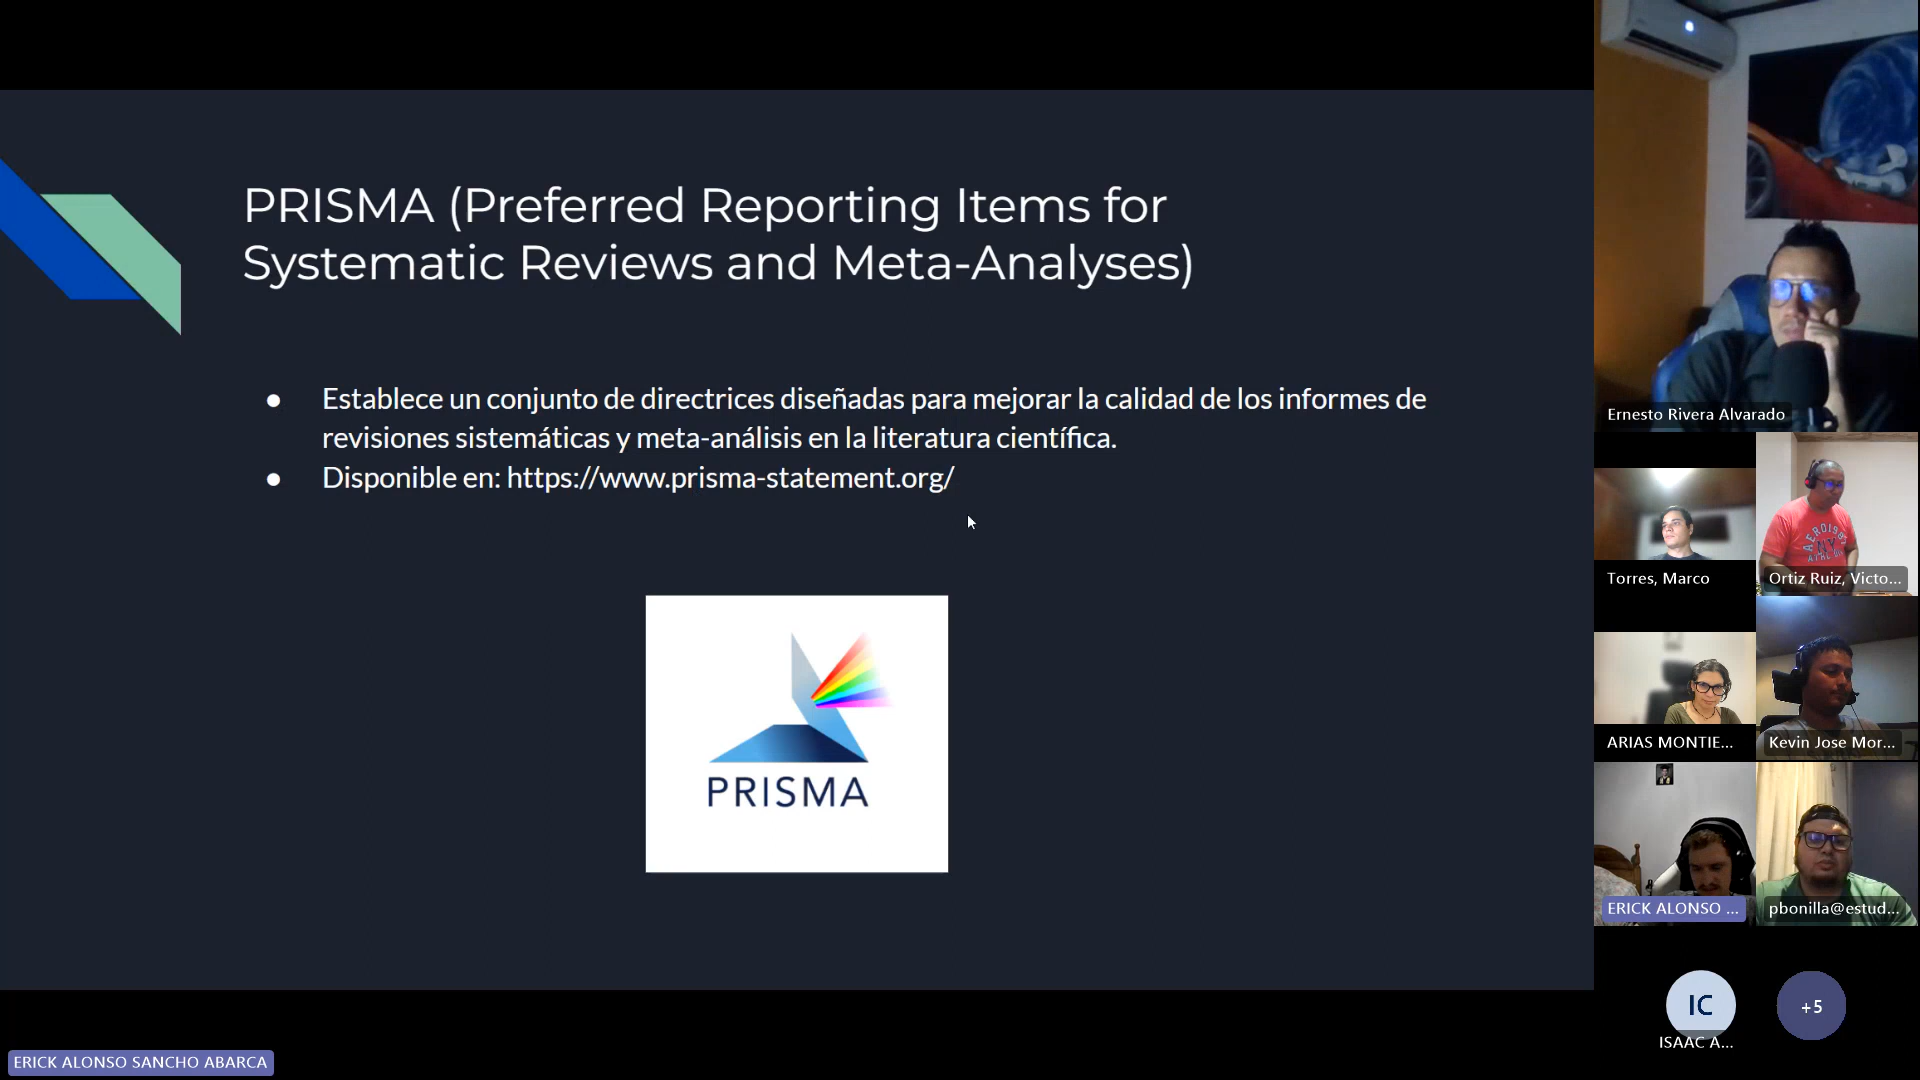 PRISMA (Preferred Reporting Items for
Systematic Reviews and Meta-Analyses)
● Establece un conjunto de directrices diseñadas para mejorar la calidad de los informes de
revisiones sistemáticas y meta-análisis en la literatura científica.
● Disponible en: https://www.prisma-statement.org/
PRISMA
Ernesto Rivera Alvarado
Torres, Marco
Ortiz Ruiz, Victo...
AERO1987
NY
ARIAS MONTIE...
Kevin Jose Mor...
ERICK ALONSO ...
pbonilla@estud...
IC
+5
ISAAC A...
ERICK ALONSO SANCHO ABARCA